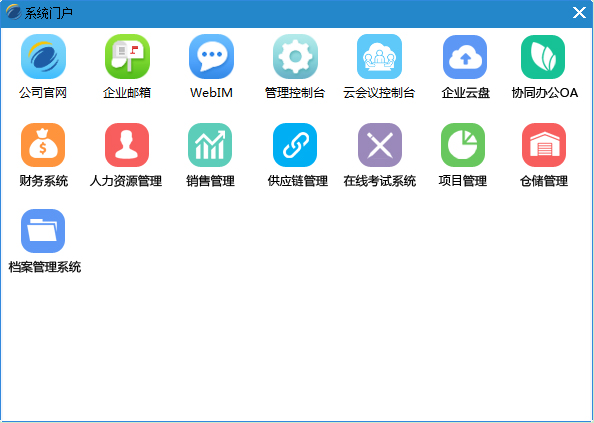 系统门户
公司官网 企业邮箱 WebIM 管理控制台 云会议控制台 企业云盘 协同办公OA
财务系统 人力资源管理 销售管理 供应链管理 在线考试系统 项目管理 仓储管理
档案管理系统